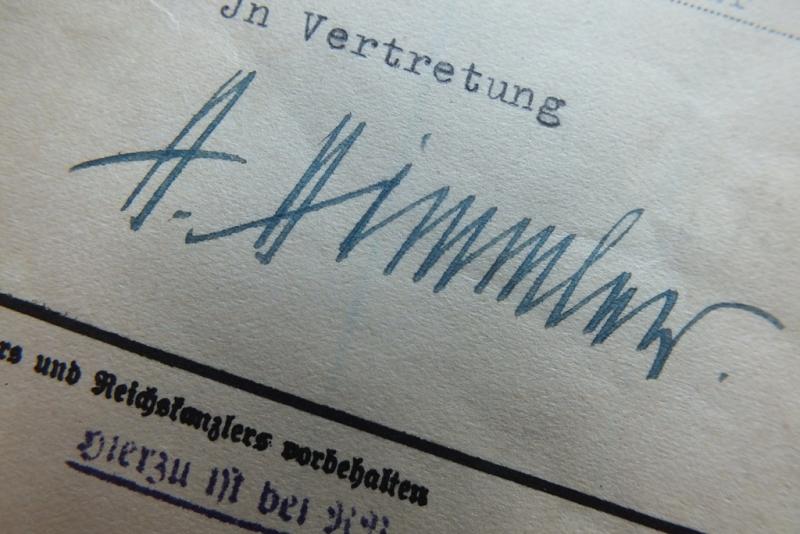 Jn Vertretung
H. Himmler.
rs und Reichskanzlers vorbehalten
Hierzu ist bei